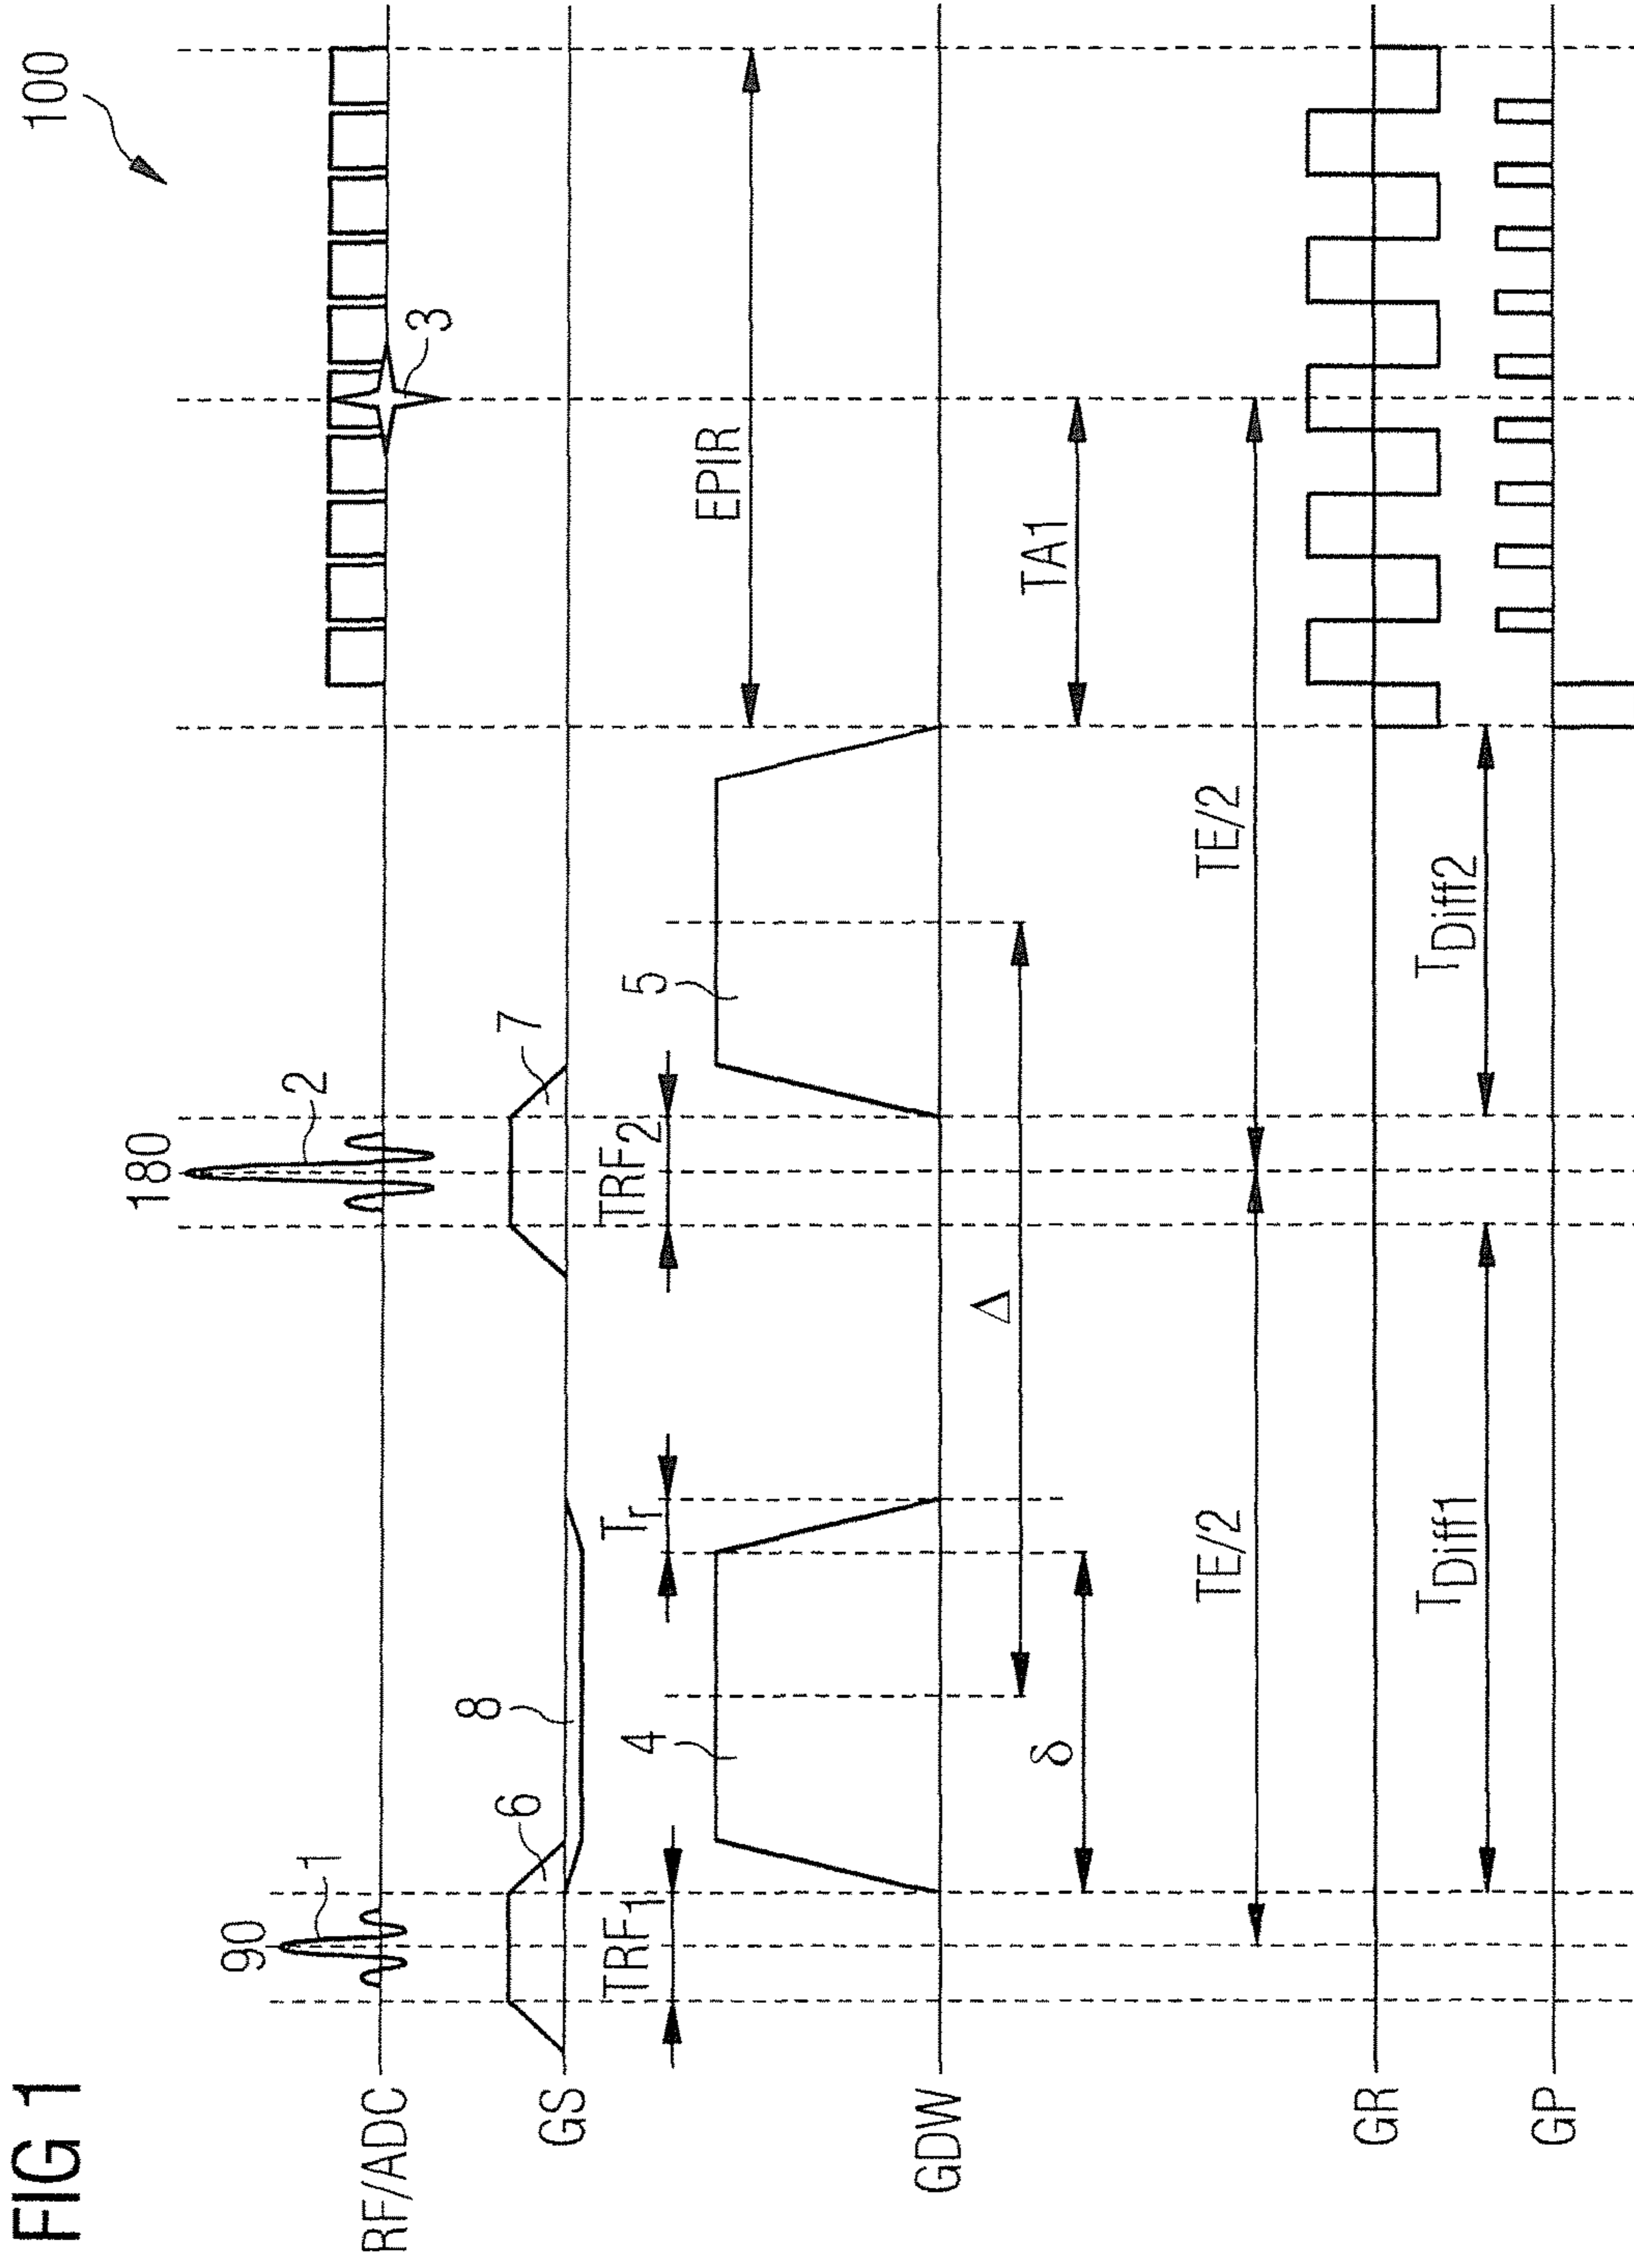 FIG 1
100
RF/ADC
90
1
180
2
3
GS
6
8
7
TRF1
Tr
TRF2
4
5
EPIR
GDW
δ
Δ
TA1
TE/2
TE/2
GR
TDiff1
TDiff2
GP